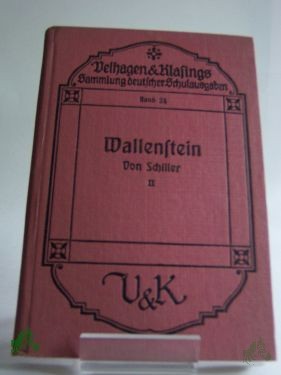 Velhagen & Klasings
Sammlung deutscher Schulausgaben
Wallenstein
Von Schiller
II
V&K